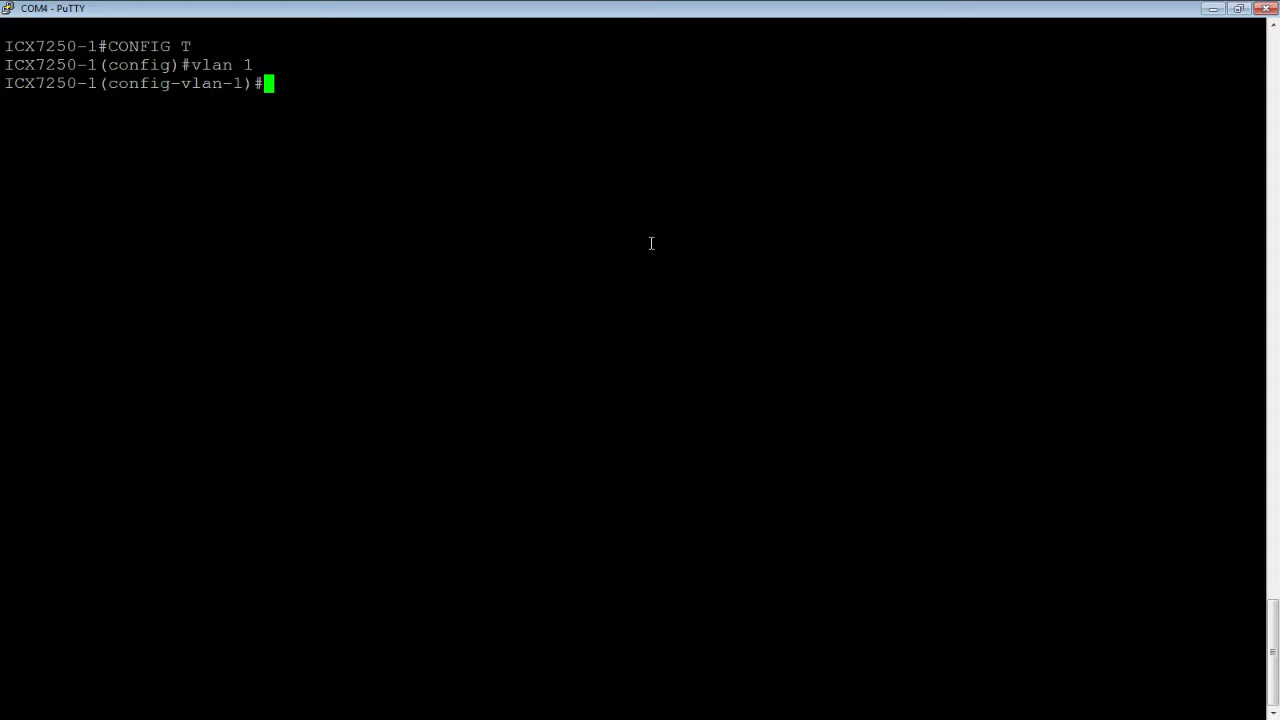 COM4 - PuTTY
ICX7250-1#CONFIG T
ICX7250-1(config)#vlan 1
ICX7250-1(config-vlan-1)#